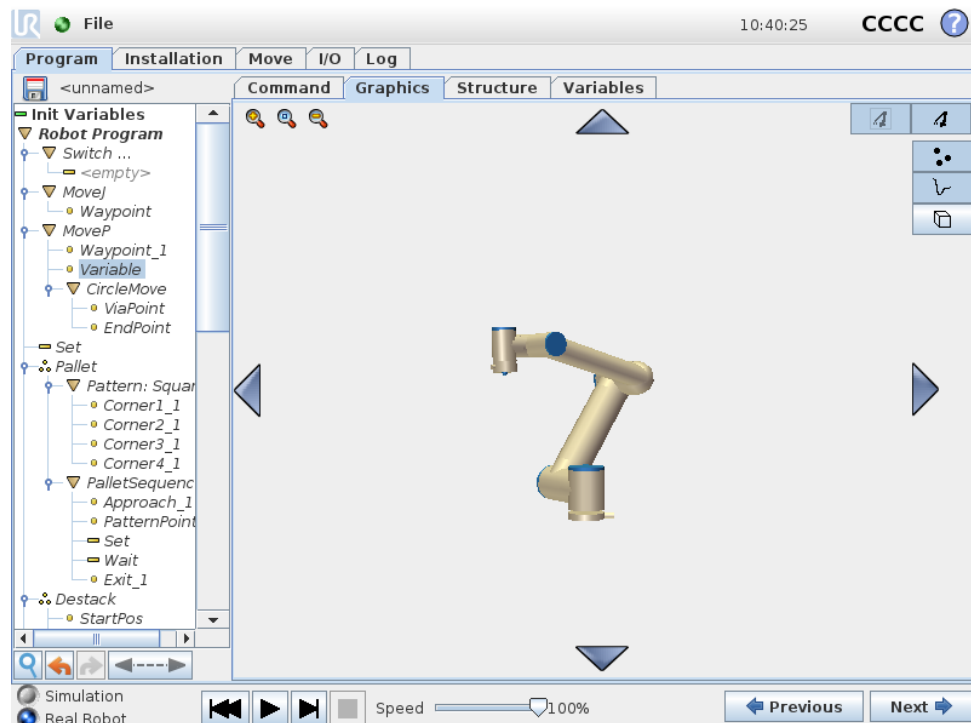 UR File 10:40:25 CCCC ?
Program Installation Move I/O Log
<unnamed> Command Graphics Structure Variables
Init Variables
Robot Program
Switch ...
<empty>
MoveJ
Waypoint
MoveP
Waypoint_1
Variable
CircleMove
ViaPoint
EndPoint
Set
Pallet
Pattern: Squar
Corner1_1
Corner2_1
Corner3_1
Corner4_1
PalletSequenc
Approach_1
PatternPoint
Set
Wait
Exit_1
Destack
StartPos
Simulation
Real Robot
Speed 100% Previous Next